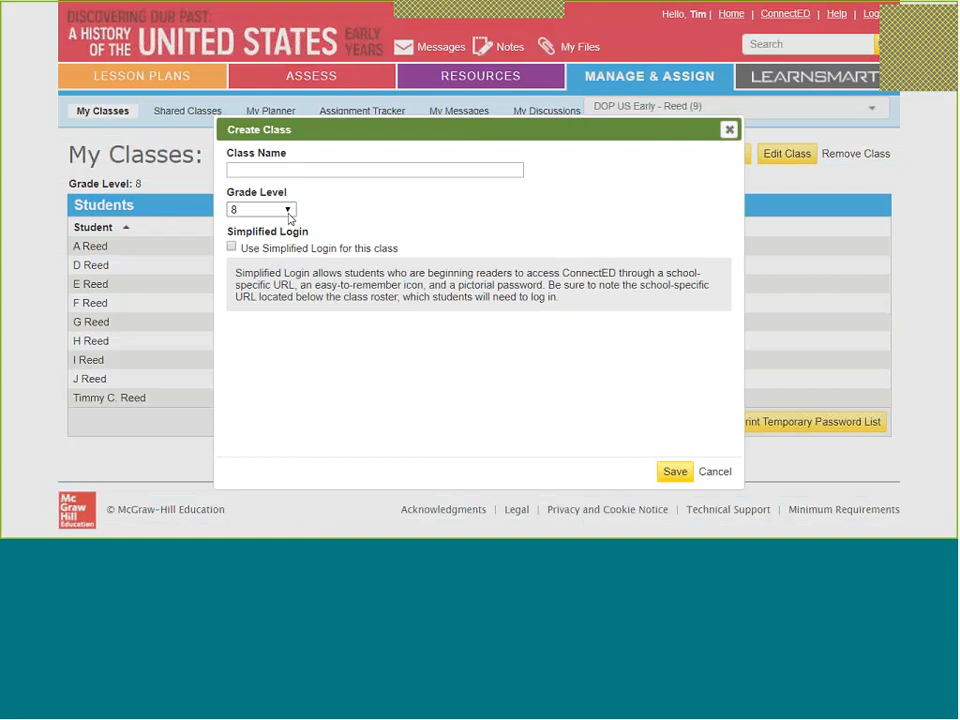 DISCOVERING OUR PAST:
A HISTORY OF THE UNITED STATES EARLY YEARS
Hello, Tim | Home | ConnectED | Help |
Messages Notes My Files
Search
LESSON PLANS ASSESS RESOURCES MANAGE & ASSIGN LEARNSMART
My Classes Shared Classes My Planner Assignment Tracker My Messages My Discussions DOP US Early - Reed (9)
Create Class
Class Name
Grade Level
8
Simplified Login
Use Simplified Login for this class
Simplified Login allows students who are beginning readers to access ConnectED through a school-
specific URL, an easy-to-remember icon, and a pictorial password. Be sure to note the school-specific
URL located below the class roster, which students will need to log in.
Save Cancel
My Classes: Edit Class Remove Class
Grade Level: 8
Students
Student
A Reed
D Reed
E Reed
F Reed
G Reed
H Reed
I Reed
J Reed
Timmy C. Reed
Temporary Password List
Mc
Graw
Hill
Education
© McGraw-Hill Education
Acknowledgments | Legal | Privacy and Cookie Notice | Technical Support | Minimum Requirements